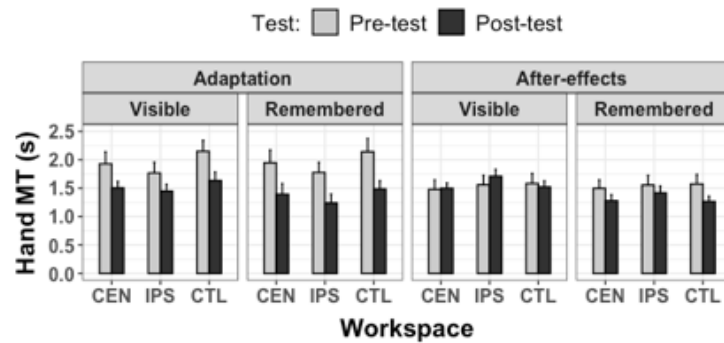 Test: Pre-test Post-test
Adaptation After-effects
Visible Remembered Visible Remembered
Hand MT (s)
2.5
2.0
1.5
1.0
0.5
0.0
CEN IPS CTL CEN IPS CTL CEN IPS CTL CEN IPS CTL
Workspace